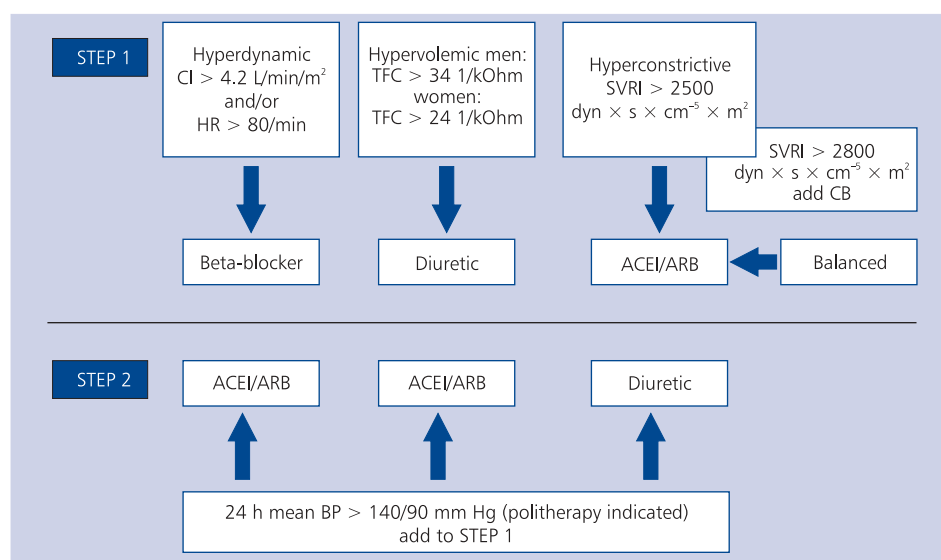 STEP 1
Hyperdynamic
CI > 4.2 L/min/m²
and/or
HR > 80/min
Hypervolemic men:
TFC > 34 1/kOhm
women:
TFC > 24 1/kOhm
Hyperconstrictive
SVRI > 2500
dyn × s × cm⁻⁵ × m²
SVRI > 2800
dyn × s × cm⁻⁵ × m²
add CB
Beta-blocker
Diuretic
ACEI/ARB
Balanced
STEP 2
ACEI/ARB
ACEI/ARB
Diuretic
24 h mean BP > 140/90 mm Hg (politherapy indicated)
add to STEP 1